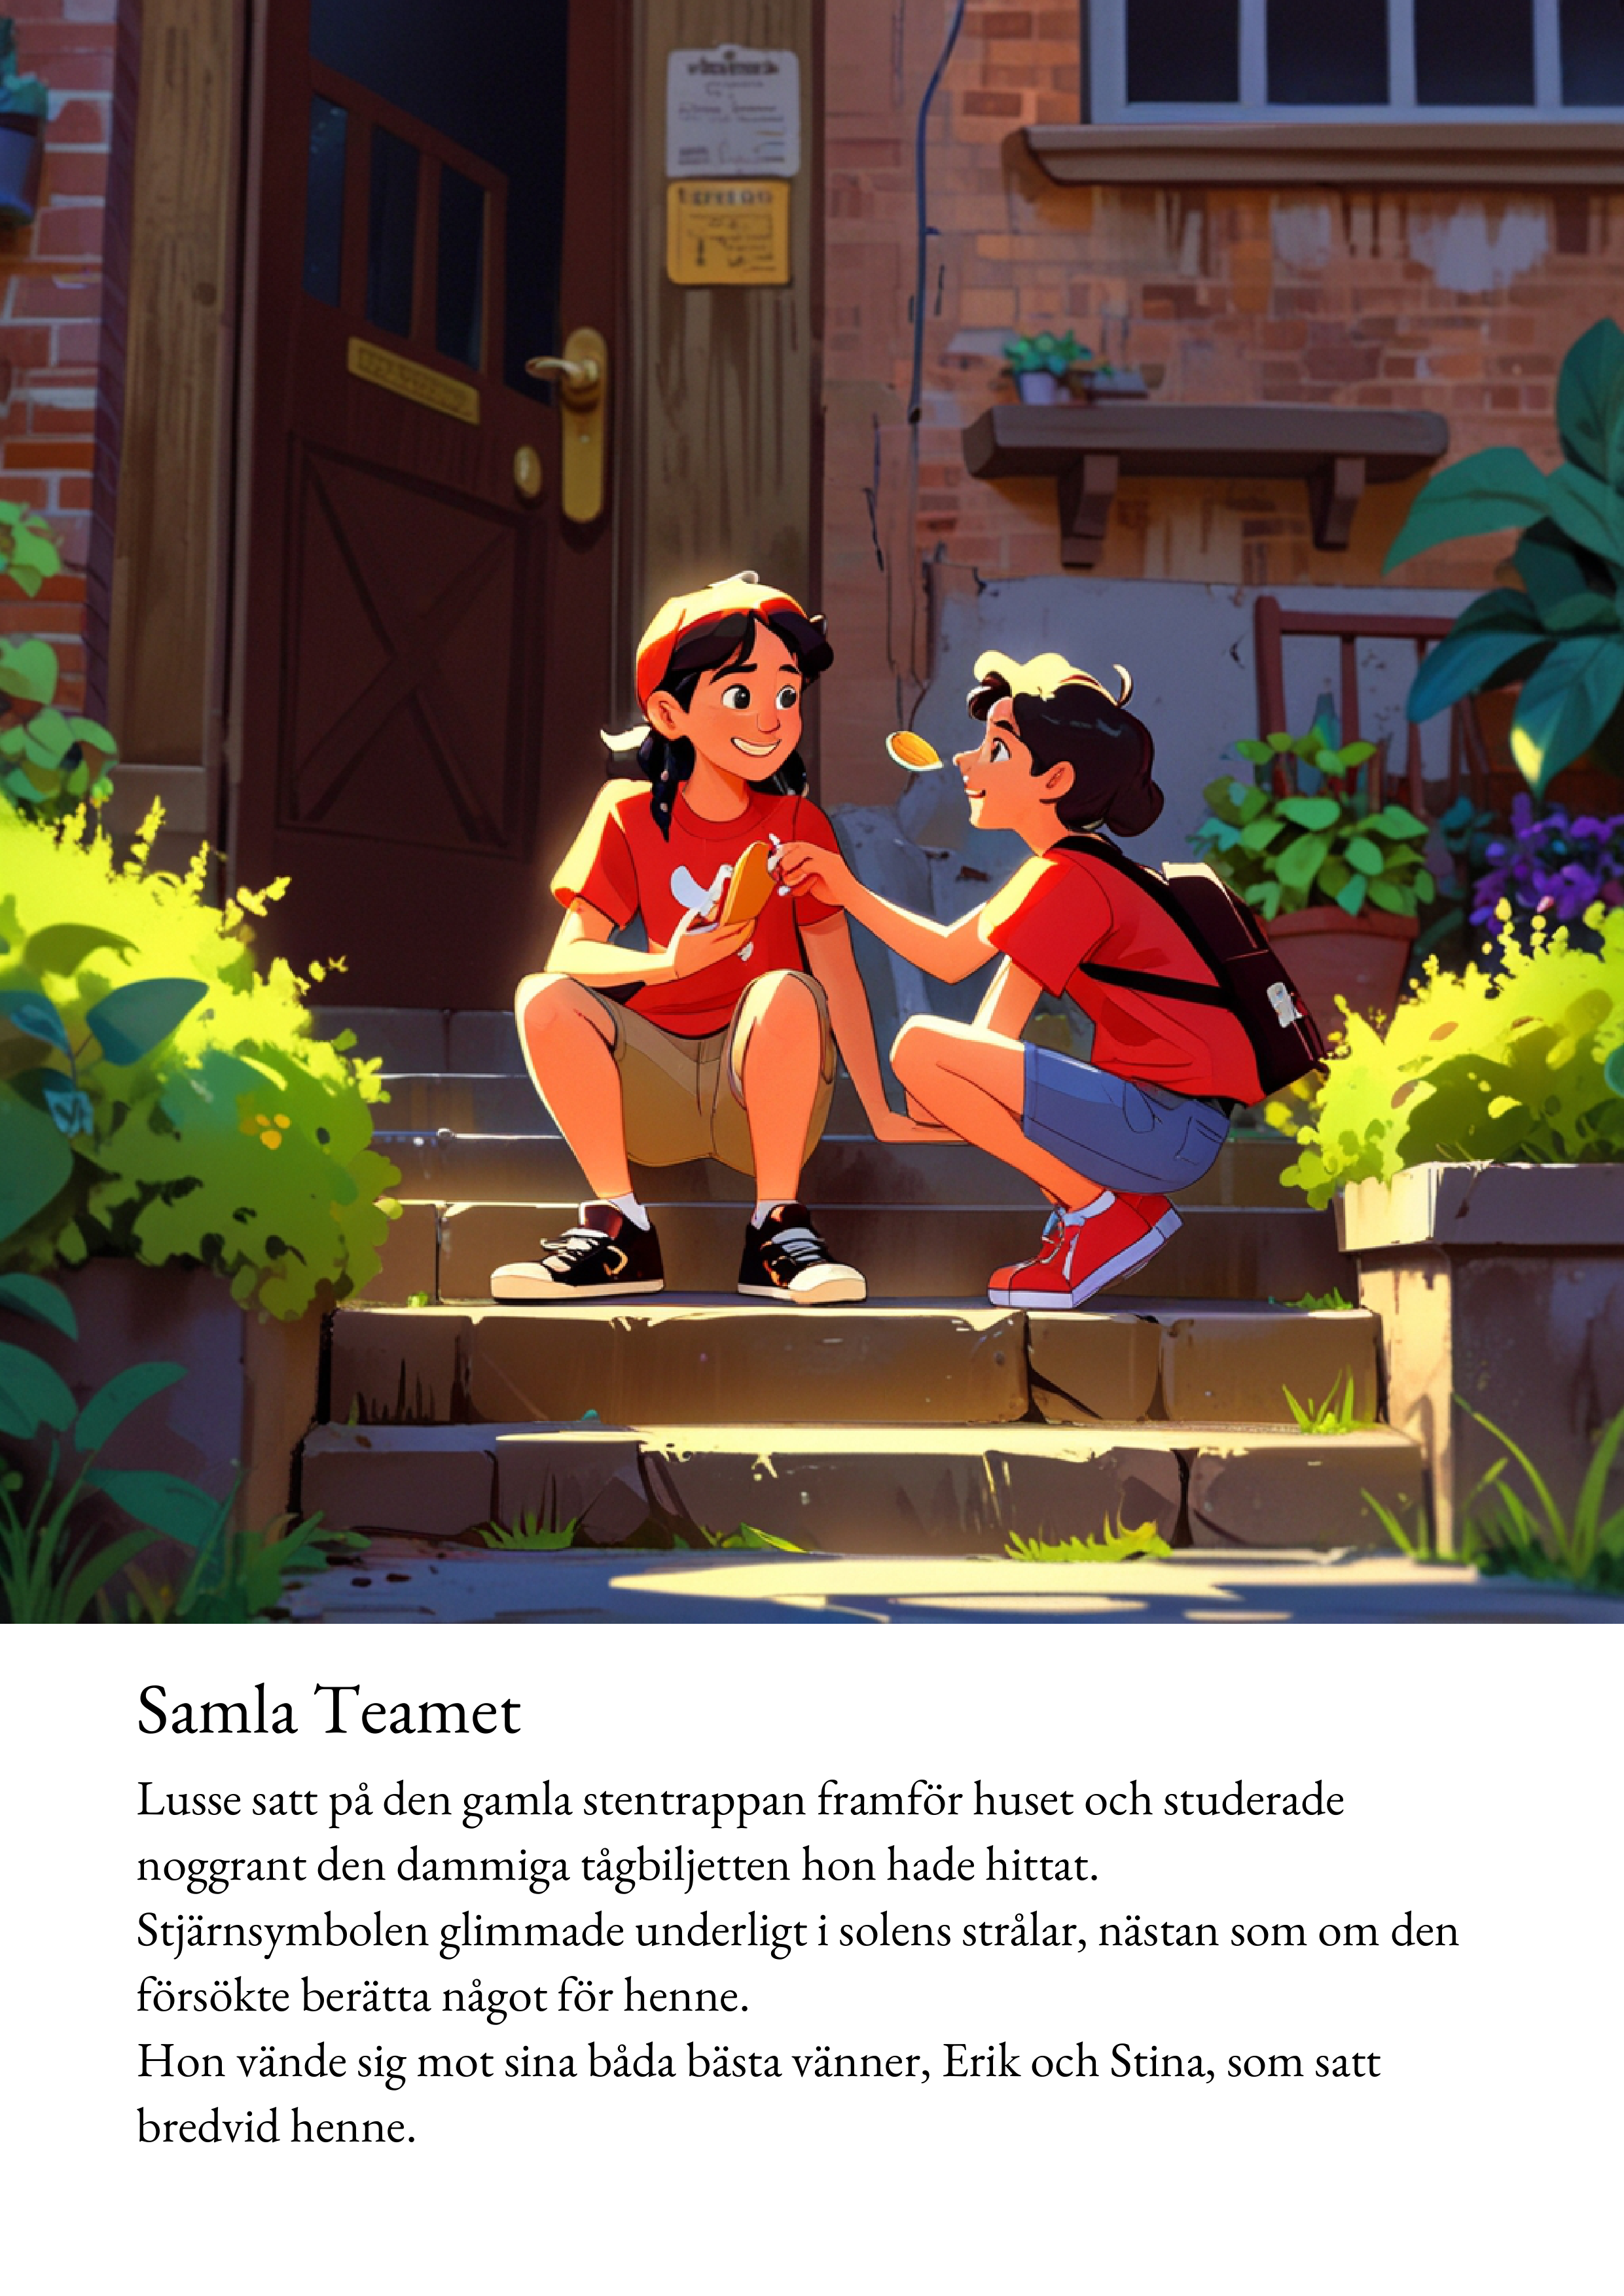 Samla Teamet
Lusse satt på den gamla stentrappan framför huset och studerade
noggrant den dammiga tågbiljetten hon hade hittat.
Stjärnsymbolen glimmade underligt i solens strålar, nästan som om den
försökte berätta något för henne.
Hon vände sig mot sina båda bästa vänner, Erik och Stina, som satt
bredvid henne.